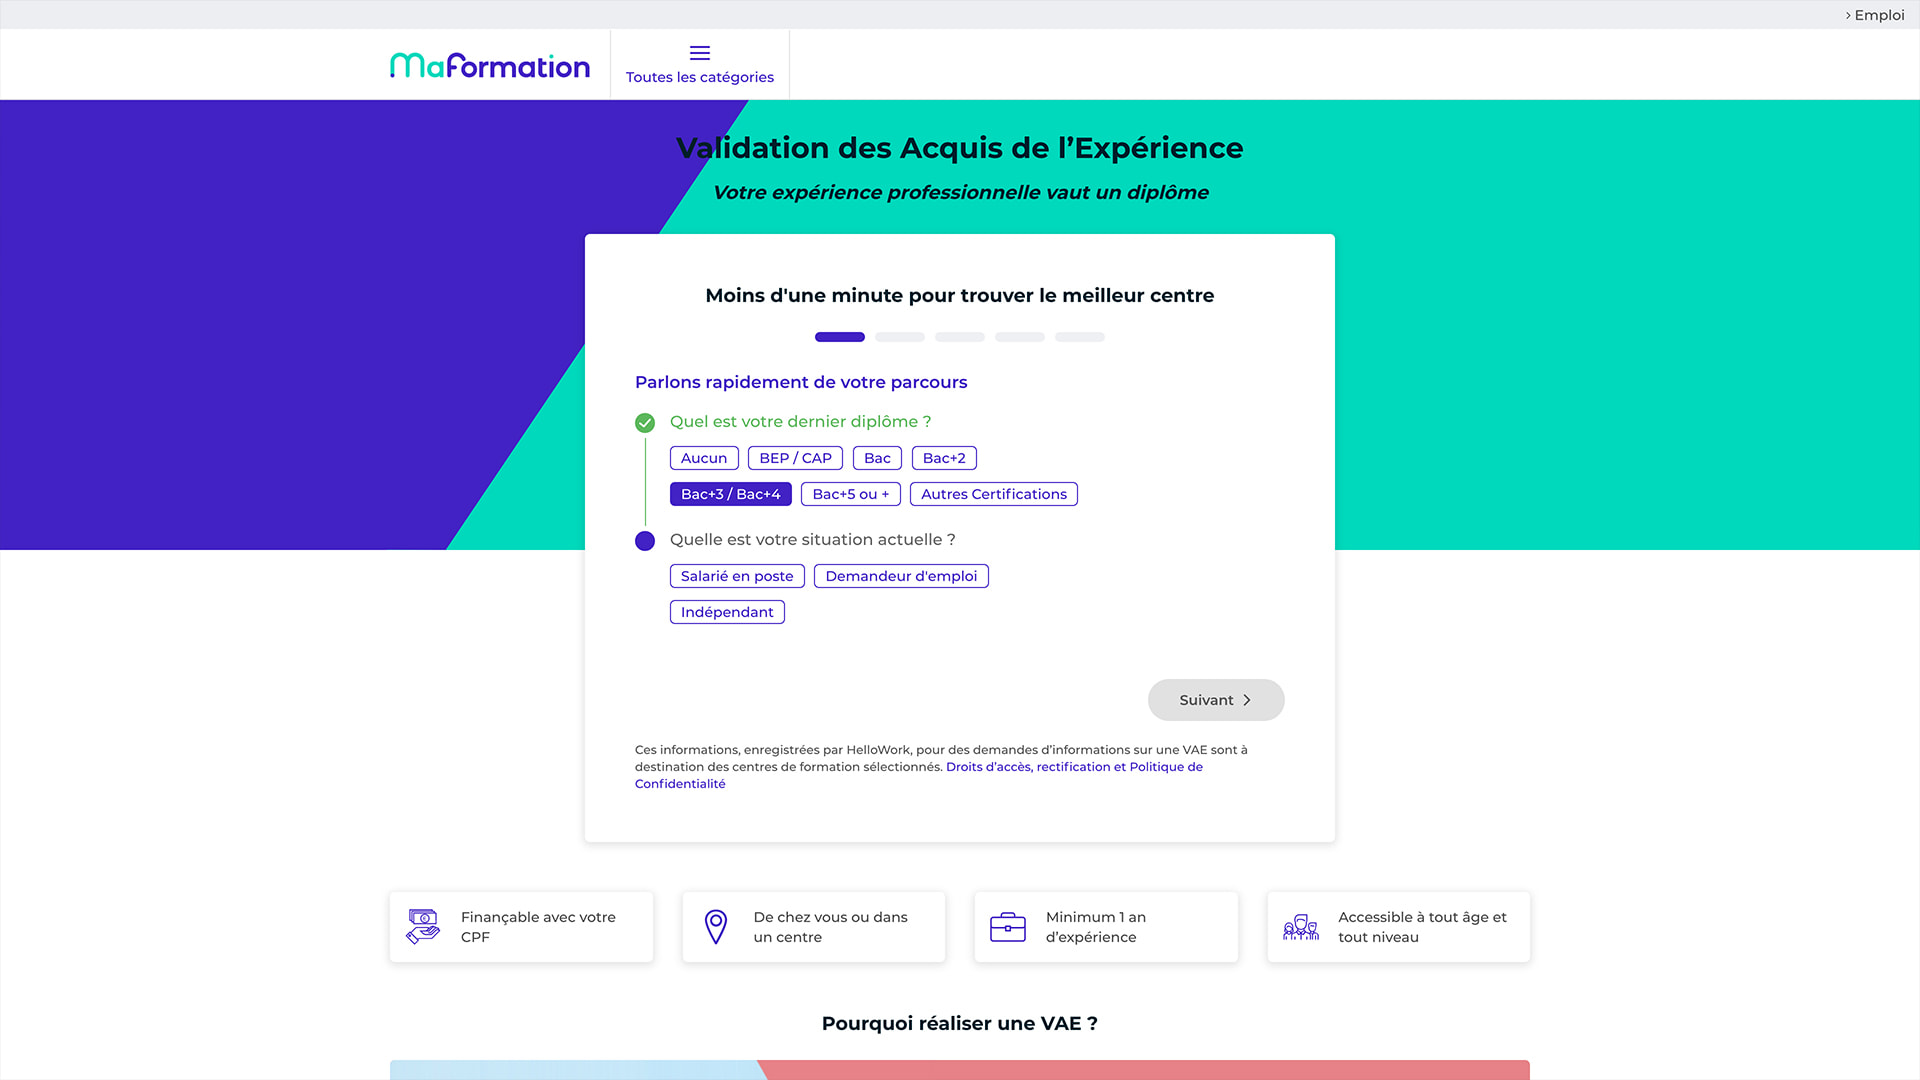 Emploi
MaFormation
Toutes les catégories
Validation des Acquis de l’Expérience
Votre expérience professionnelle vaut un diplôme
Moins d'une minute pour trouver le meilleur centre
Parlons rapidement de votre parcours
Quel est votre dernier diplôme ?
Aucun BEP / CAP Bac Bac+2
Bac+3 / Bac+4 Bac+5 ou + Autres Certifications
Quelle est votre situation actuelle ?
Salarié en poste Demandeur d'emploi
Indépendant
Suivant
Ces informations, enregistrées par HelloWork, pour des demandes d’informations sur une VAE sont à
destination des centres de formation sélectionnés. Droits d’accès, rectification et Politique de
Confidentialité
Finançable avec votre
CPF
De chez vous ou dans
un centre
Minimum 1 an
d’expérience
Accessible à tout âge et
tout niveau
Pourquoi réaliser une VAE ?